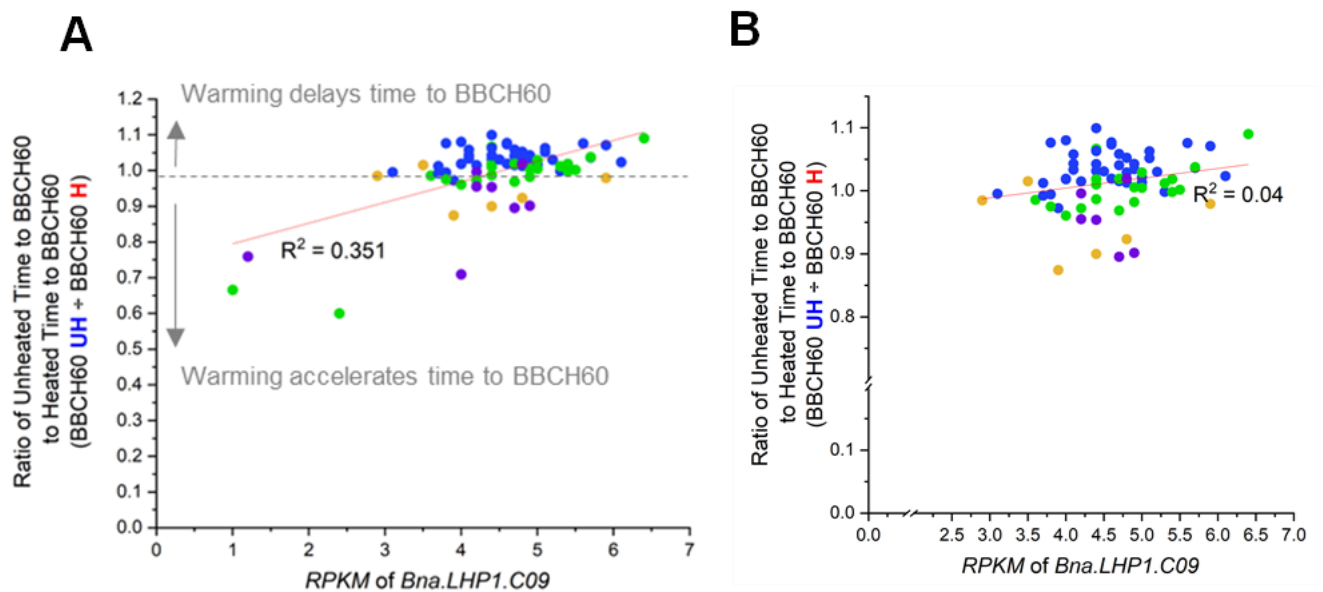 A
Ratio of Unheated Time to BBCH60
to Heated Time to BBCH60
(BBCH60 UH ÷ BBCH60 H)
1.2
1.1
1.0
0.9
0.8
0.7
0.6
0.5
0.4
0.3
0.2
0.1
0.0
Warming delays time to BBCH60
R² = 0.351
Warming accelerates time to BBCH60
0 1 2 3 4 5 6 7
RPKM of Bna.LHP1.C09
B
Ratio of Unheated Time to BBCH60
to Heated Time to BBCH60
(BBCH60 UH ÷ BBCH60 H)
1.1
1.0
0.9
0.8
0.1
0.0
R² = 0.04
0.0 2.5 3.0 3.5 4.0 4.5 5.0 5.5 6.0 6.5 7.0
RPKM of Bna.LHP1.C09